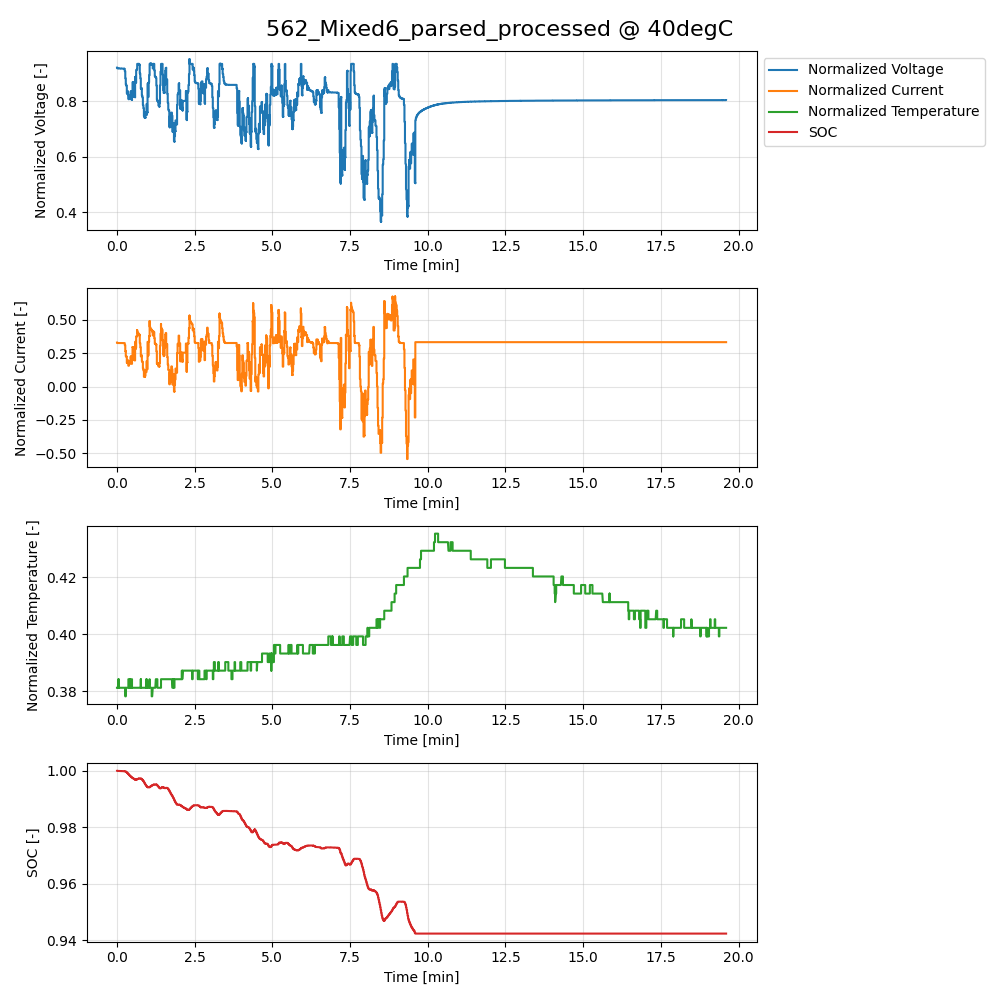 562_Mixed6_parsed_processed @ 40degC
Normalized Voltage
Normalized Current
Normalized Temperature
SOC
Normalized Voltage [-]
0.8
0.6
0.4
0.0 2.5 5.0 7.5 10.0 12.5 15.0 17.5 20.0
Time [min]
Normalized Current [-]
0.50
0.25
0.00
−0.25
−0.50
0.0 2.5 5.0 7.5 10.0 12.5 15.0 17.5 20.0
Time [min]
Normalized Temperature [-]
0.42
0.40
0.38
0.0 2.5 5.0 7.5 10.0 12.5 15.0 17.5 20.0
Time [min]
SOC [-]
1.00
0.98
0.96
0.94
0.0 2.5 5.0 7.5 10.0 12.5 15.0 17.5 20.0
Time [min]